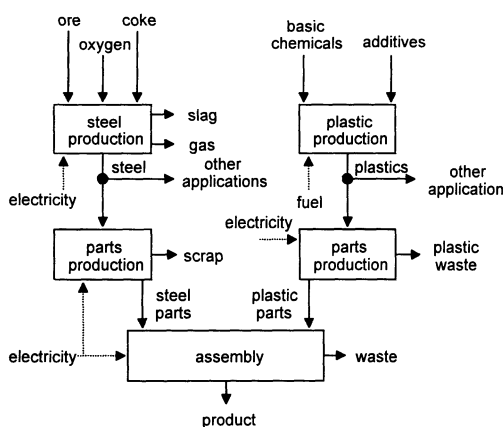 ore
oxygen
coke
basic
chemicals
additives
steel
production
slag
gas
plastic
production
steel
other
applications
plastics
other
application
electricity
fuel
electricity
parts
production
scrap
parts
production
plastic
waste
steel
parts
plastic
parts
electricity
assembly
waste
product